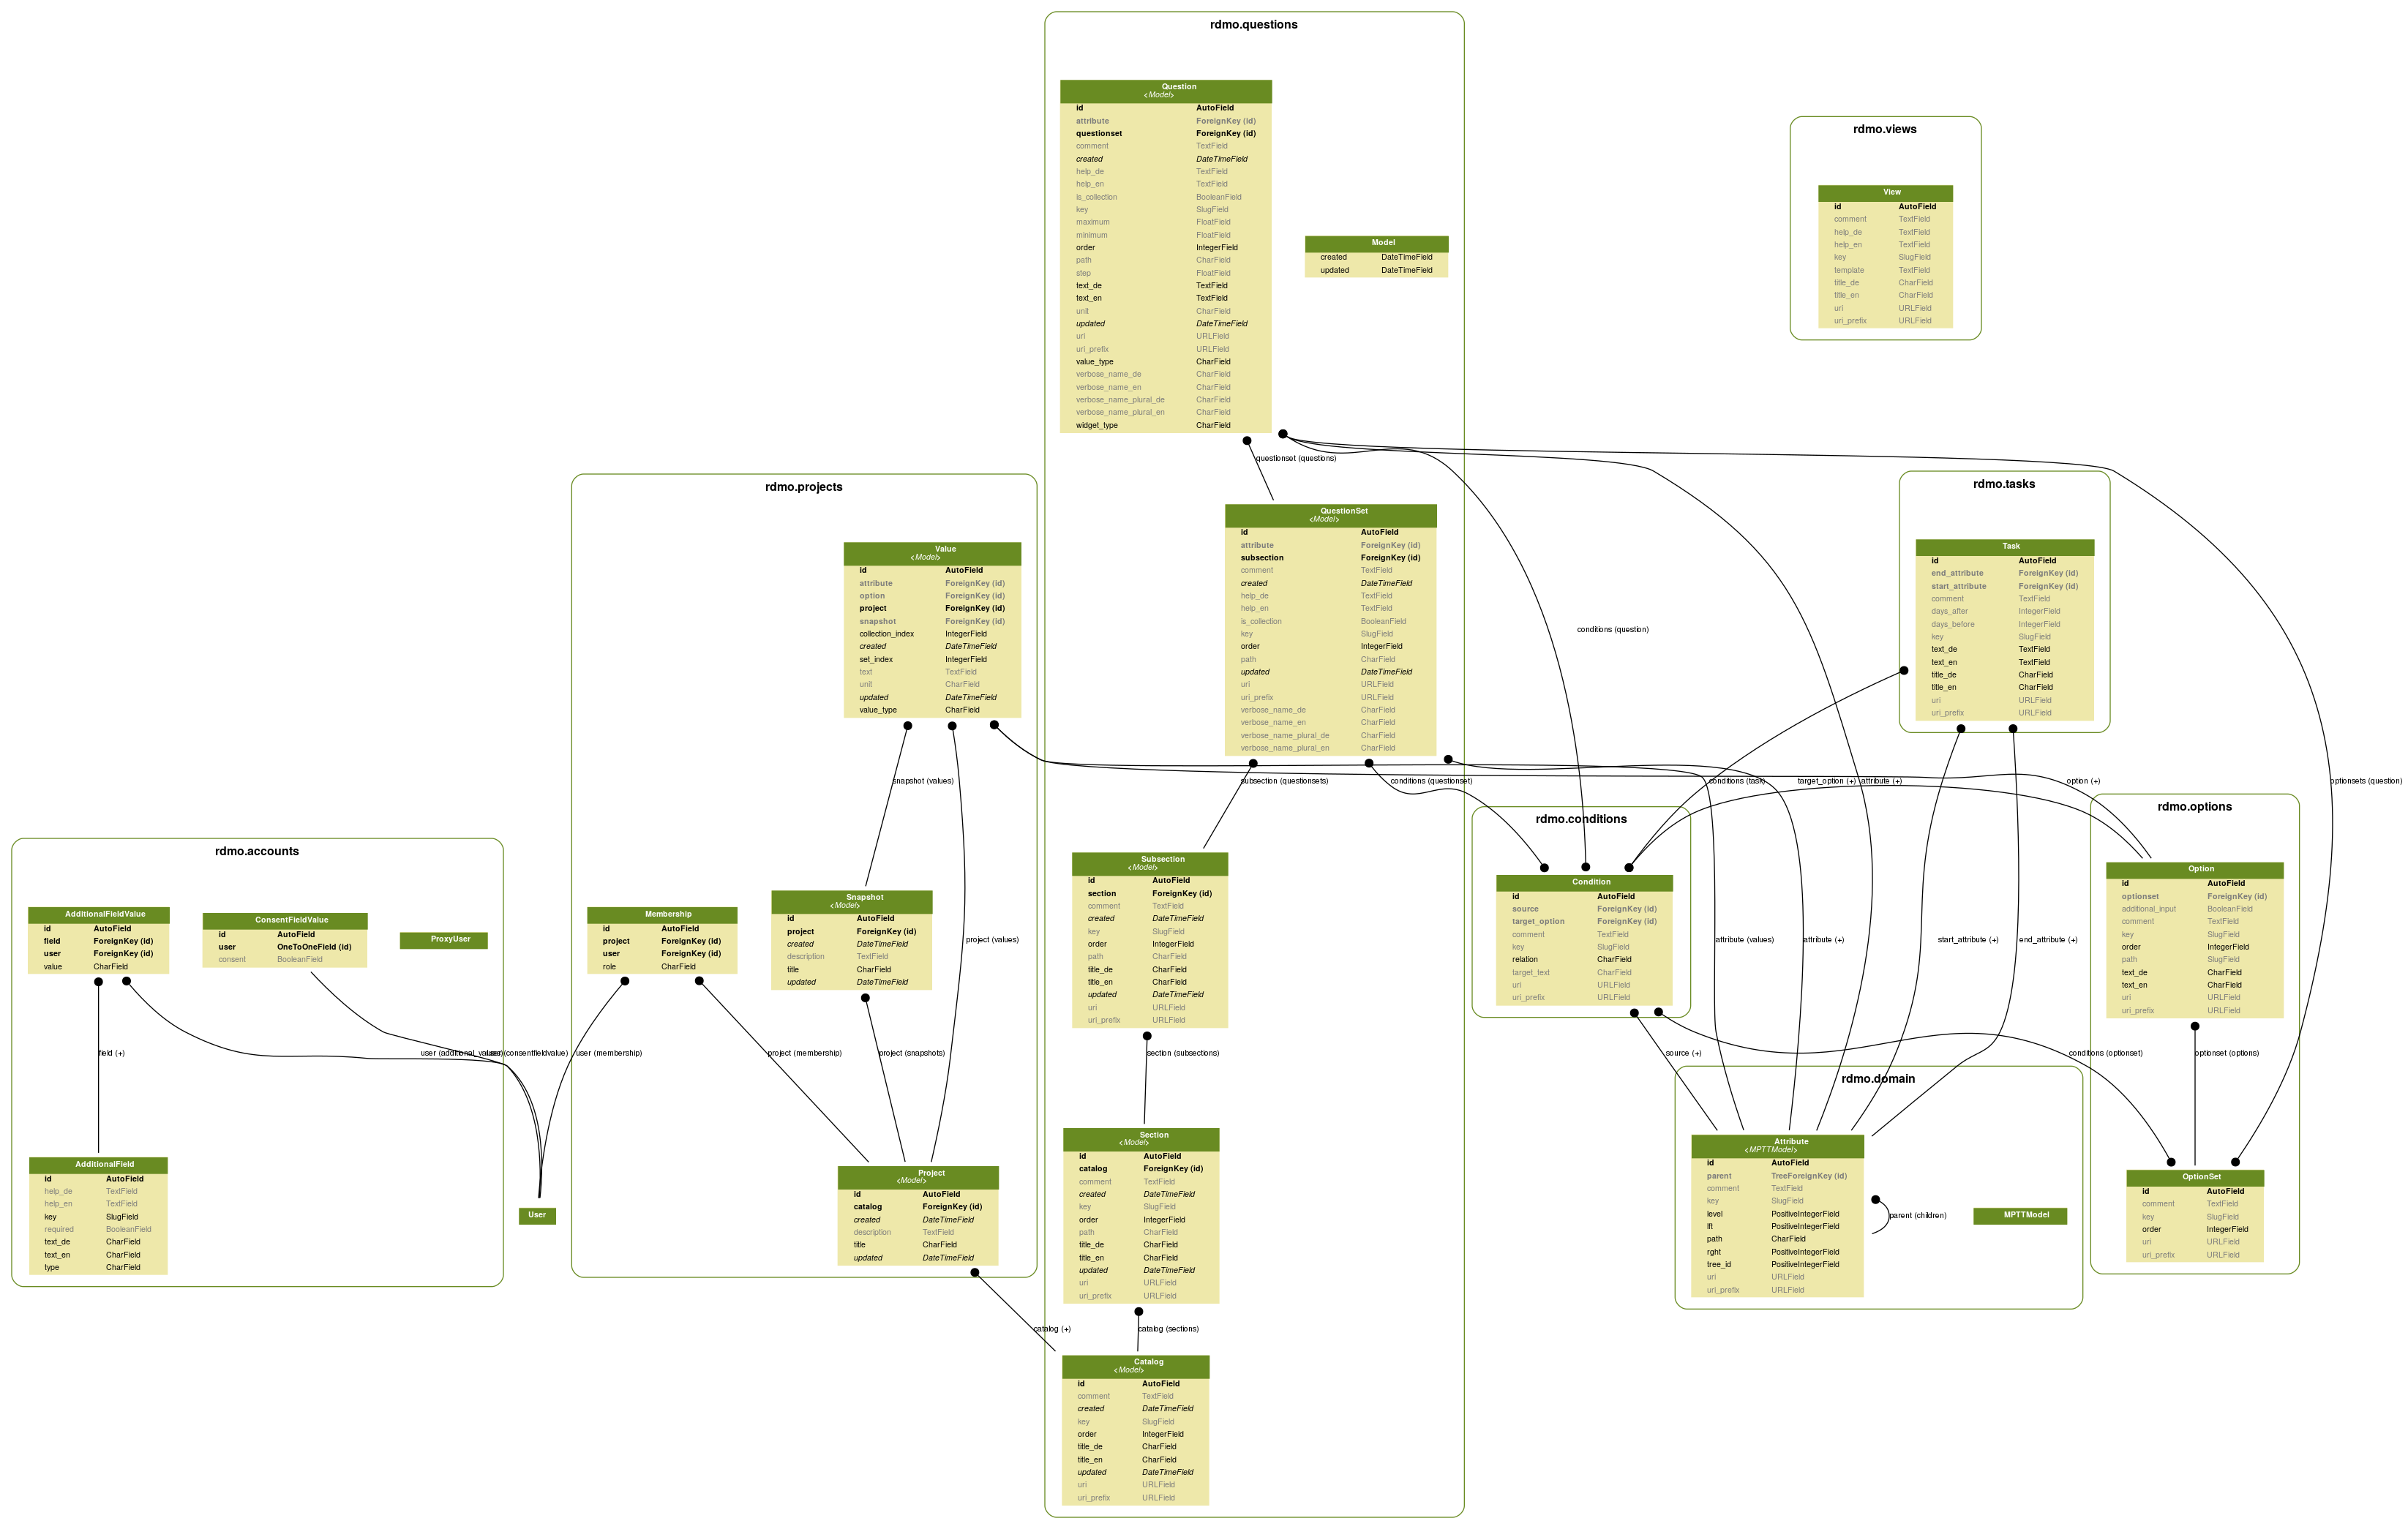 rdmo.questions
Question
<Model>
id AutoField
attribute ForeignKey (id)
questionset ForeignKey (id)
comment TextField
created DateTimeField
help_de TextField
help_en TextField
is_collection BooleanField
key SlugField
maximum FloatField
minimum FloatField
order IntegerField
path CharField
step FloatField
text_de TextField
text_en TextField
unit CharField
updated DateTimeField
uri URLField
uri_prefix URLField
value_type CharField
verbose_name_de CharField
verbose_name_en CharField
verbose_name_plural_de CharField
verbose_name_plural_en CharField
widget_type CharField
Model
created DateTimeField
updated DateTimeField
rdmo.views
View
id AutoField
comment TextField
help_de TextField
help_en TextField
key SlugField
template TextField
title_de CharField
title_en CharField
uri URLField
uri_prefix URLField
questionset (questions)
rdmo.projects
Value
<Model>
id AutoField
attribute ForeignKey (id)
option ForeignKey (id)
project ForeignKey (id)
snapshot ForeignKey (id)
collection_index IntegerField
created DateTimeField
set_index IntegerField
text TextField
unit CharField
updated DateTimeField
value_type CharField
QuestionSet
<Model>
id AutoField
attribute ForeignKey (id)
subsection ForeignKey (id)
comment TextField
created DateTimeField
help_de TextField
help_en TextField
is_collection BooleanField
key SlugField
order IntegerField
path CharField
updated DateTimeField
uri URLField
uri_prefix URLField
verbose_name_de CharField
verbose_name_en CharField
verbose_name_plural_de CharField
verbose_name_plural_en CharField
conditions (question)
rdmo.tasks
Task
id AutoField
end_attribute ForeignKey (id)
start_attribute ForeignKey (id)
comment TextField
days_after IntegerField
days_before IntegerField
key SlugField
text_de TextField
text_en TextField
title_de CharField
title_en CharField
uri URLField
uri_prefix URLField
snapshot (values)
subsection (questionsets)
conditions (questionset)
conditions (task)
target_option (+)
attribute (+)
option (+)
optionsets (question)
rdmo.accounts
AdditionalFieldValue
id AutoField
field ForeignKey (id)
user ForeignKey (id)
value CharField
ConsentFieldValue
id AutoField
user OneToOneField (id)
consent BooleanField
ProxyUser
Membership
id AutoField
project ForeignKey (id)
user ForeignKey (id)
role CharField
Snapshot
<Model>
id AutoField
project ForeignKey (id)
created DateTimeField
description TextField
title CharField
updated DateTimeField
project (values)
Subsection
<Model>
id AutoField
section ForeignKey (id)
comment TextField
created DateTimeField
key SlugField
order IntegerField
path CharField
title_de CharField
title_en CharField
updated DateTimeField
uri URLField
uri_prefix URLField
rdmo.conditions
Condition
id AutoField
source ForeignKey (id)
target_option ForeignKey (id)
comment TextField
key SlugField
relation CharField
target_text CharField
uri URLField
uri_prefix URLField
attribute (values)
attribute (+)
start_attribute (+)
end_attribute (+)
rdmo.options
Option
id AutoField
optionset ForeignKey (id)
additional_input BooleanField
comment TextField
key SlugField
order IntegerField
path SlugField
text_de CharField
text_en CharField
uri URLField
uri_prefix URLField
field (+)
user (additional_values)
user (consentfieldvalue)
user (membership)
project (membership)
project (snapshots)
section (subsections)
source (+)
conditions (optionset)
optionset (options)
AdditionalField
id AutoField
help_de TextField
help_en TextField
key SlugField
required BooleanField
text_de CharField
text_en CharField
type CharField
User
Project
<Model>
id AutoField
catalog ForeignKey (id)
created DateTimeField
description TextField
title CharField
updated DateTimeField
Section
<Model>
id AutoField
catalog ForeignKey (id)
comment TextField
created DateTimeField
key SlugField
order IntegerField
path CharField
title_de CharField
title_en CharField
updated DateTimeField
uri URLField
uri_prefix URLField
rdmo.domain
Attribute
<MPTTModel>
id AutoField
parent TreeForeignKey (id)
comment TextField
key SlugField
level PositiveIntegerField
lft PositiveIntegerField
path CharField
rght PositiveIntegerField
tree_id PositiveIntegerField
uri URLField
uri_prefix URLField
parent (children)
MPTTModel
OptionSet
id AutoField
comment TextField
key SlugField
order IntegerField
uri URLField
uri_prefix URLField
catalog (+)
catalog (sections)
Catalog
<Model>
id AutoField
comment TextField
created DateTimeField
key SlugField
order IntegerField
title_de CharField
title_en CharField
updated DateTimeField
uri URLField
uri_prefix URLField